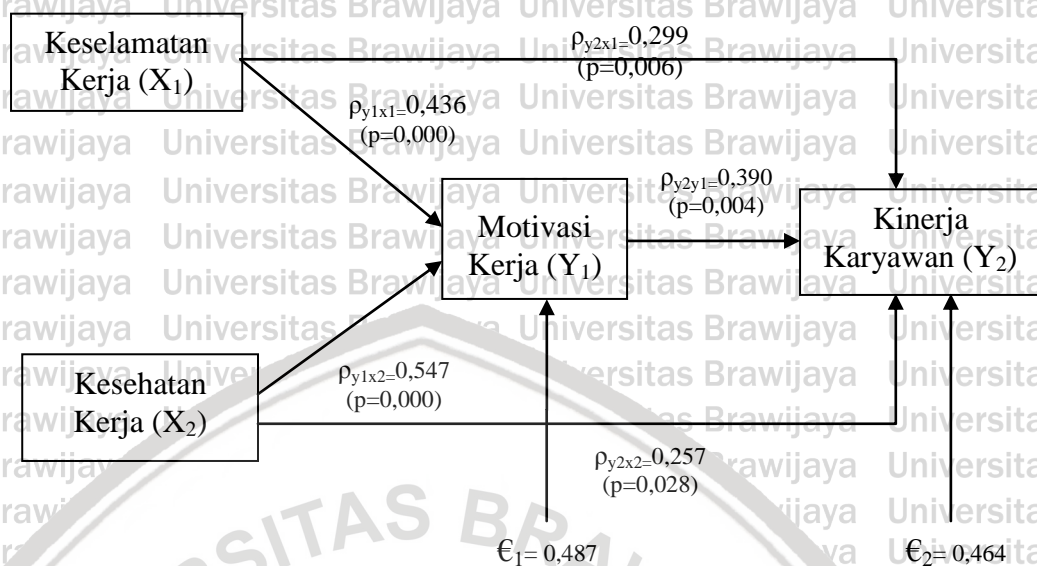 Keselamatan
Kerja (X₁)
ρy2x1=0,299
(p=0,006)
ρy1x1=0,436
(p=0,000)
ρy2y1=0,390
(p=0,004)
Motivasi
Kerja (Y₁)
Kinerja
Karyawan (Y₂)
Kesehatan
Kerja (X₂)
ρy1x2=0,547
(p=0,000)
ρy2x2=0,257
(p=0,028)
€₁= 0,487
€₂= 0,464
Universitas Brawijaya